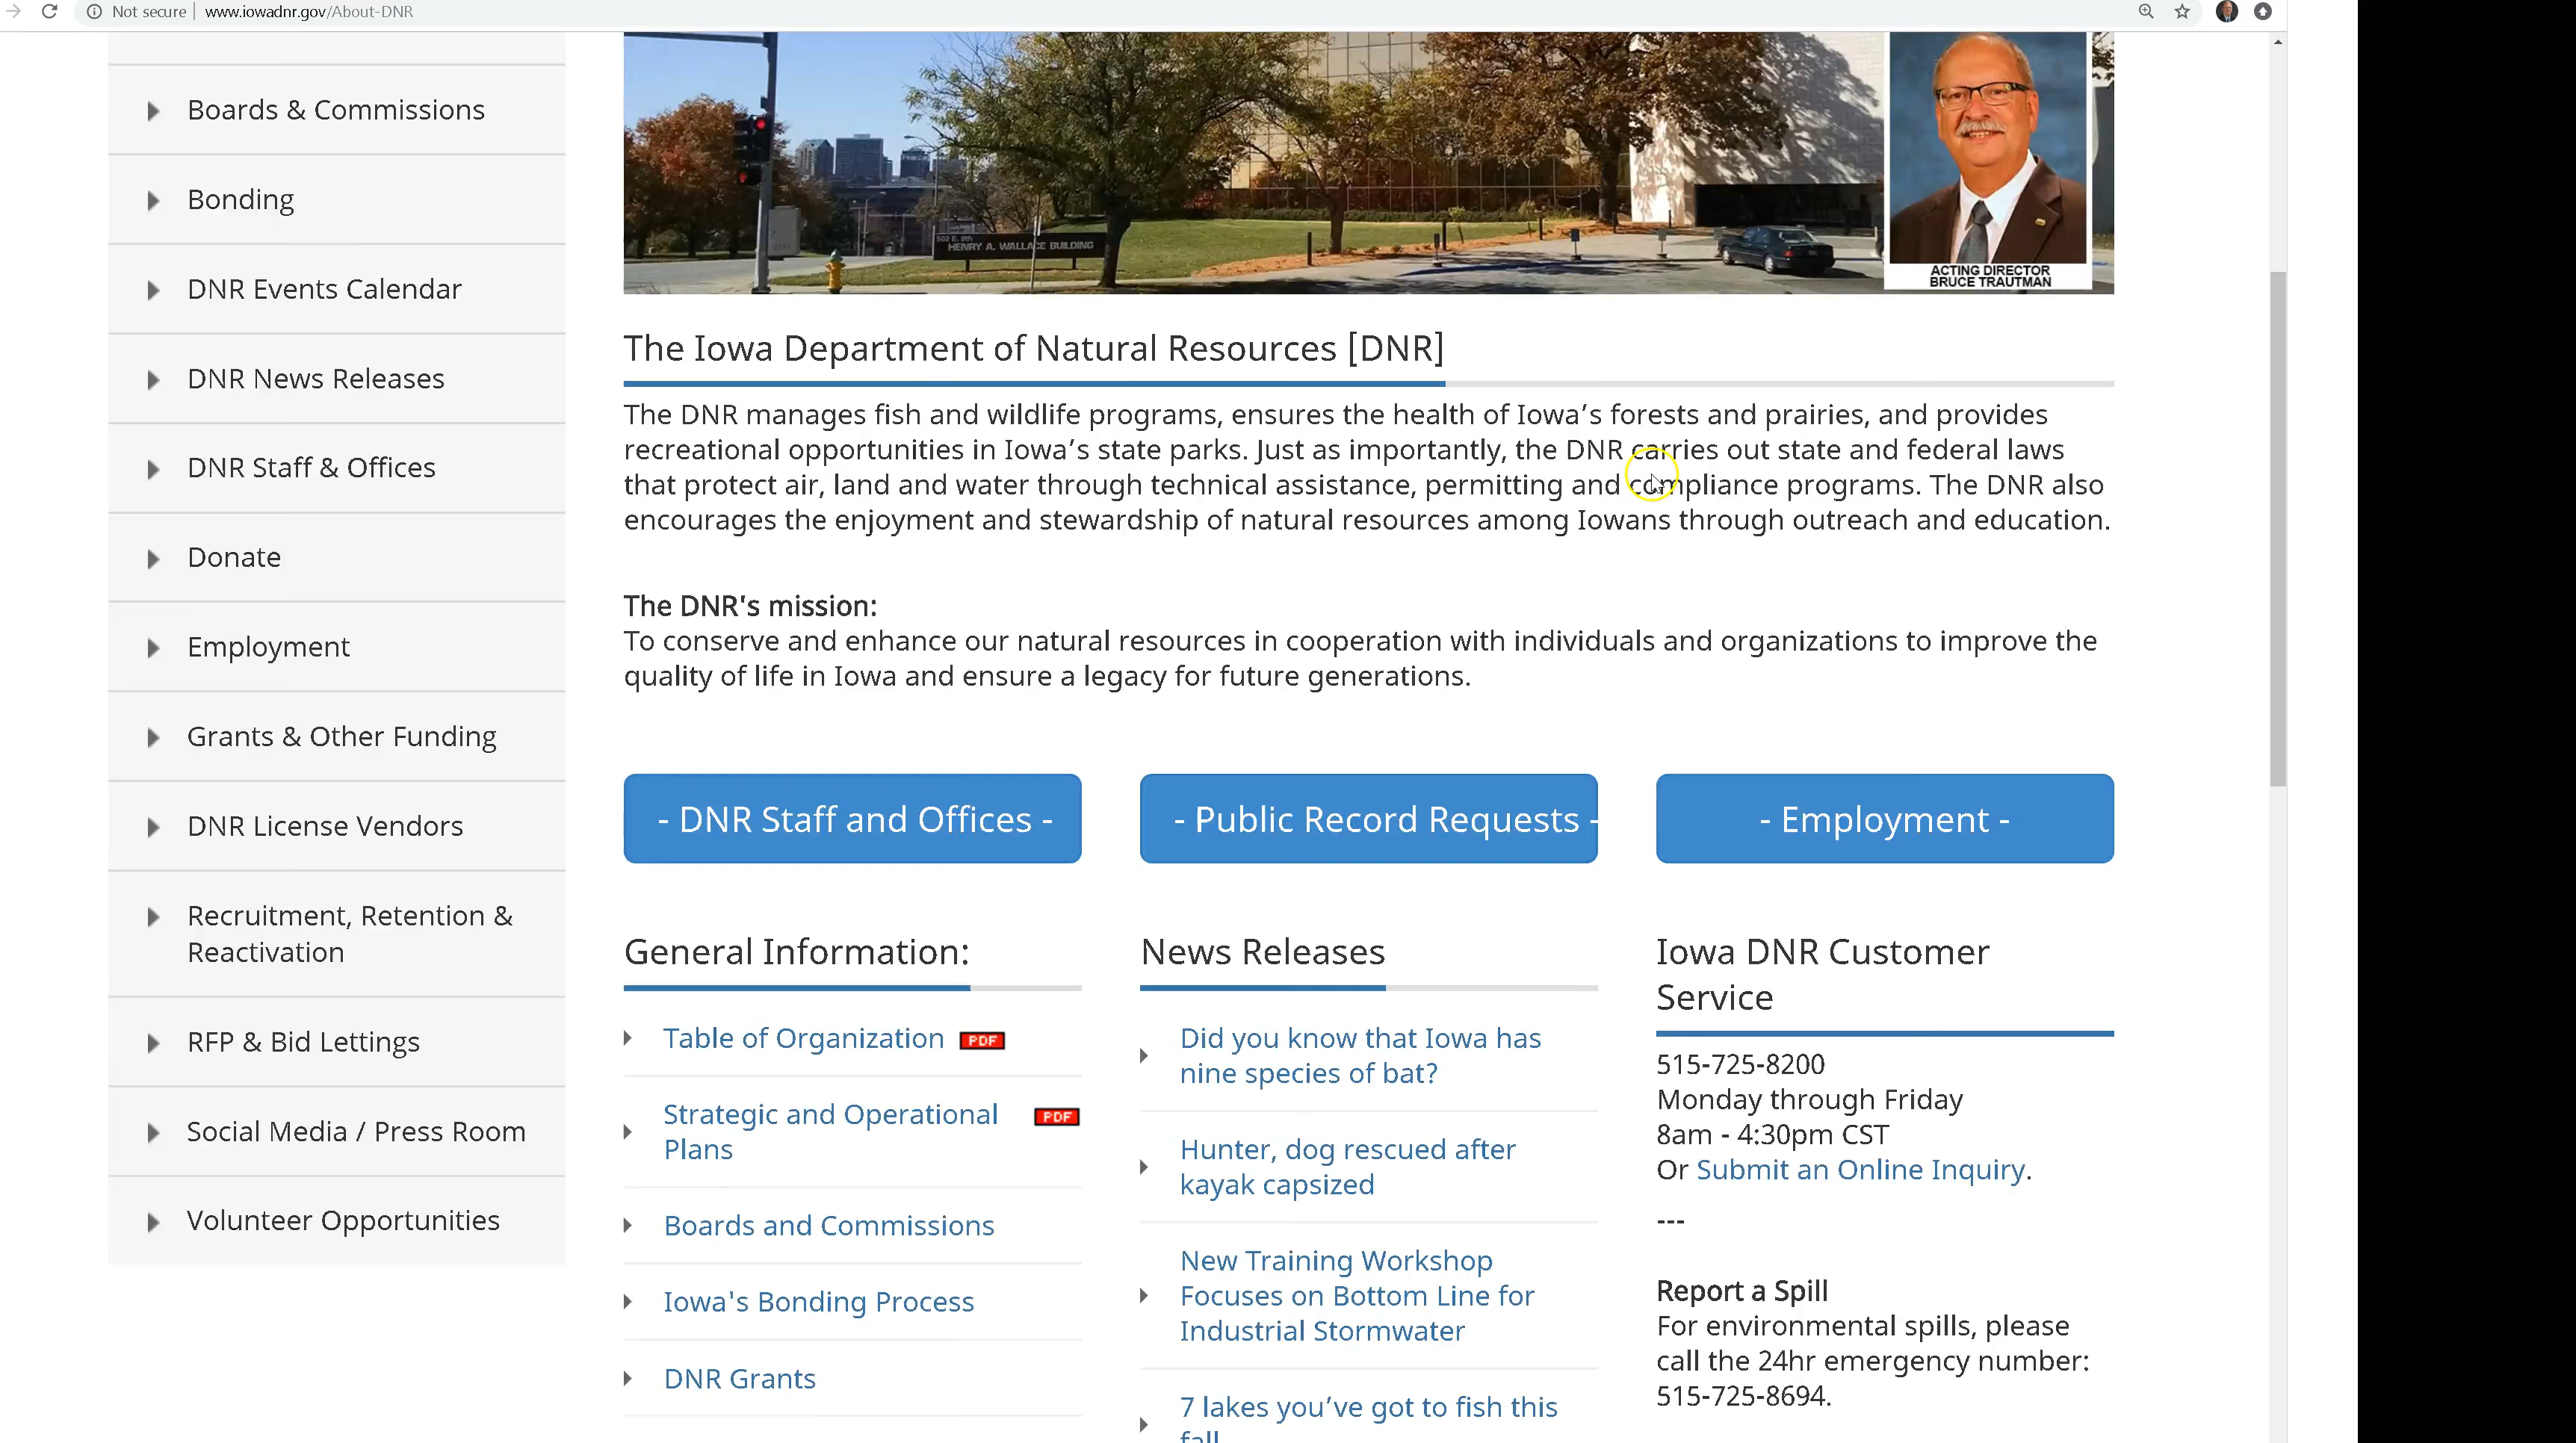 Not secure
www.iowadnr.gov/About-DNR
Boards & Commissions
Bonding
DNR Events Calendar
DNR News Releases
DNR Staff & Offices
Donate
Employment
Grants & Other Funding
DNR License Vendors
Recruitment, Retention &
Reactivation
RFP & Bid Lettings
Social Media / Press Room
Volunteer Opportunities
502 E. 9th
HENRY A. WALLACE BUILDING
ACTING DIRECTOR
BRUCE TRAUTMAN
The Iowa Department of Natural Resources [DNR]
The DNR manages fish and wildlife programs, ensures the health of Iowa’s forests and prairies, and provides
recreational opportunities in Iowa’s state parks. Just as importantly, the DNR carries out state and federal laws
that protect air, land and water through technical assistance, permitting and compliance programs. The DNR also
encourages the enjoyment and stewardship of natural resources among Iowans through outreach and education.
The DNR's mission:
To conserve and enhance our natural resources in cooperation with individuals and organizations to improve the
quality of life in Iowa and ensure a legacy for future generations.
- DNR Staff and Offices -
- Public Record Requests -
- Employment -
General Information:
Table of Organization PDF
Strategic and Operational PDF
Plans
Boards and Commissions
Iowa's Bonding Process
DNR Grants
News Releases
Did you know that Iowa has
nine species of bat?
Hunter, dog rescued after
kayak capsized
New Training Workshop
Focuses on Bottom Line for
Industrial Stormwater
7 lakes you’ve got to fish this
fall
Iowa DNR Customer
Service
515-725-8200
Monday through Friday
8am - 4:30pm CST
Or Submit an Online Inquiry.
---
Report a Spill
For environmental spills, please
call the 24hr emergency number:
515-725-8694.